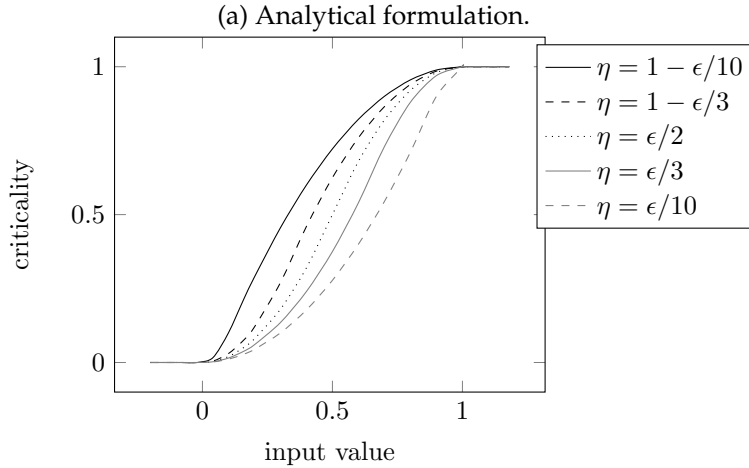 (a) Analytical formulation.
η = 1 − ϵ/10
η = 1 − ϵ/3
η = ϵ/2
η = ϵ/3
η = ϵ/10
1
0.5
0
criticality
0 0.5 1
input value